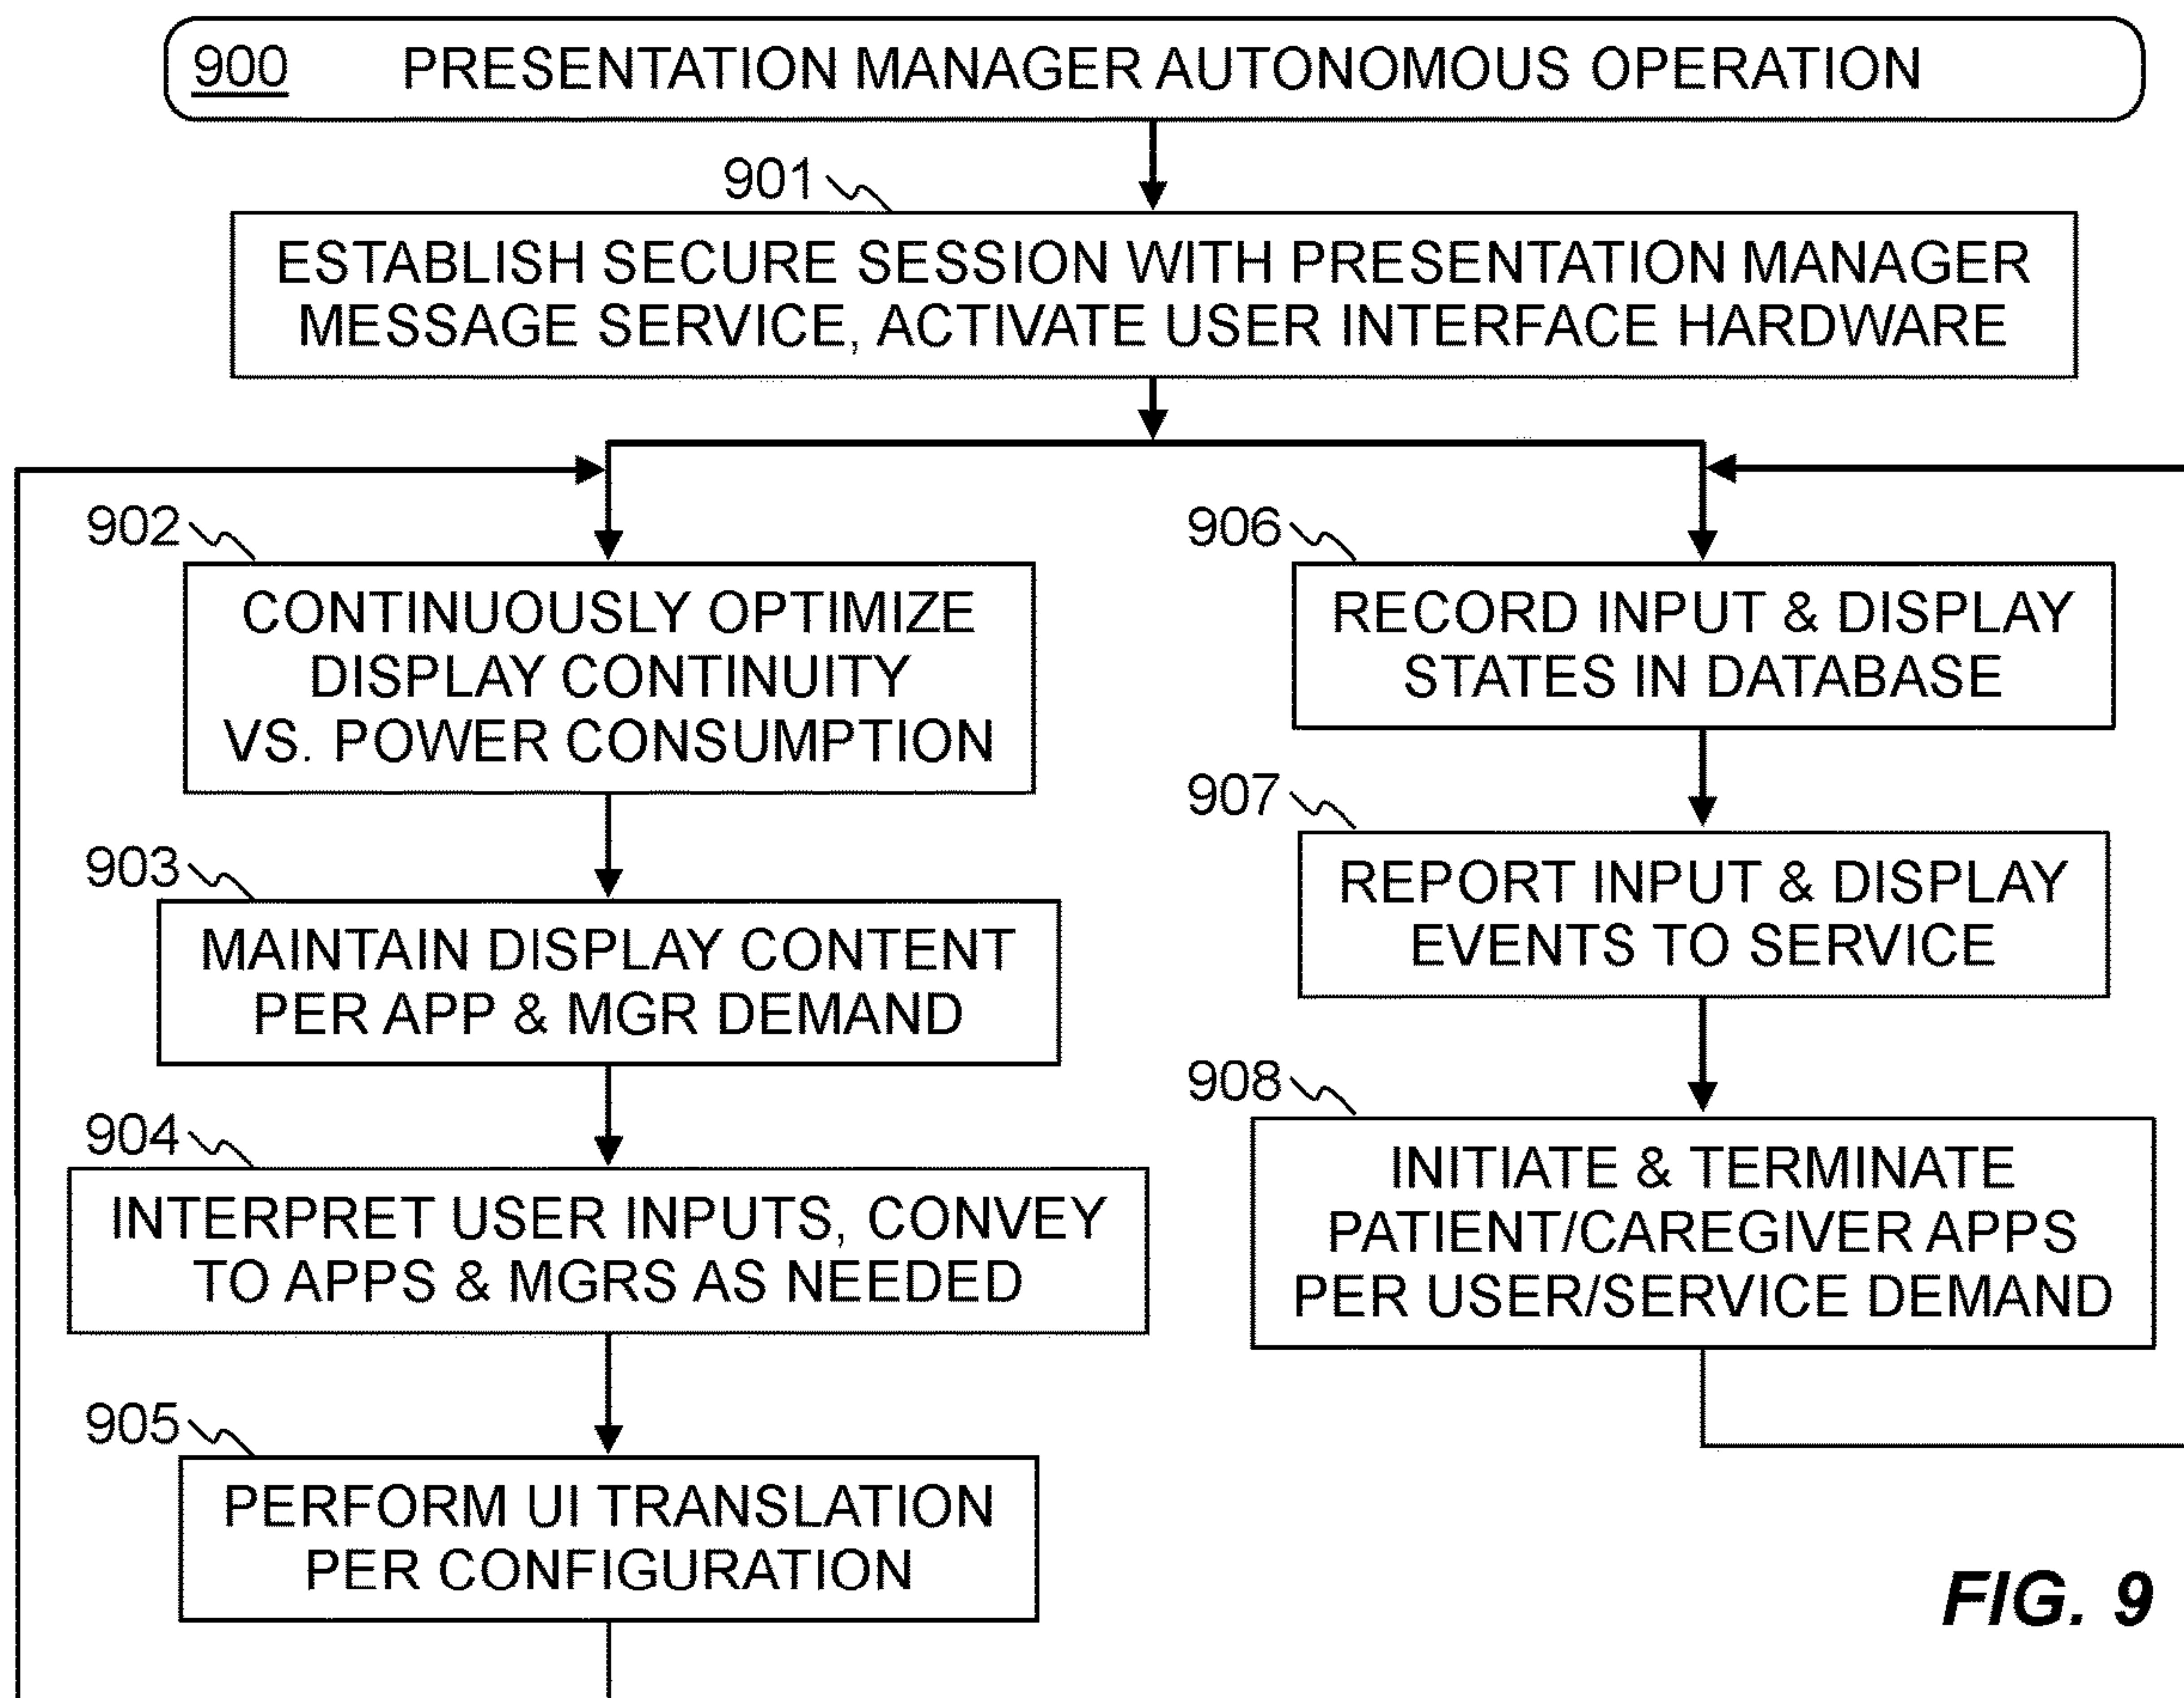 900 PRESENTATION MANAGER AUTONOMOUS OPERATION
901
ESTABLISH SECURE SESSION WITH PRESENTATION MANAGER
MESSAGE SERVICE, ACTIVATE USER INTERFACE HARDWARE
902
CONTINUOUSLY OPTIMIZE
DISPLAY CONTINUITY
VS. POWER CONSUMPTION
903
MAINTAIN DISPLAY CONTENT
PER APP & MGR DEMAND
904
INTERPRET USER INPUTS, CONVEY
TO APPS & MGRS AS NEEDED
905
PERFORM UI TRANSLATION
PER CONFIGURATION
906
RECORD INPUT & DISPLAY
STATES IN DATABASE
907
REPORT INPUT & DISPLAY
EVENTS TO SERVICE
908
INITIATE & TERMINATE
PATIENT/CAREGIVER APPS
PER USER/SERVICE DEMAND
FIG. 9